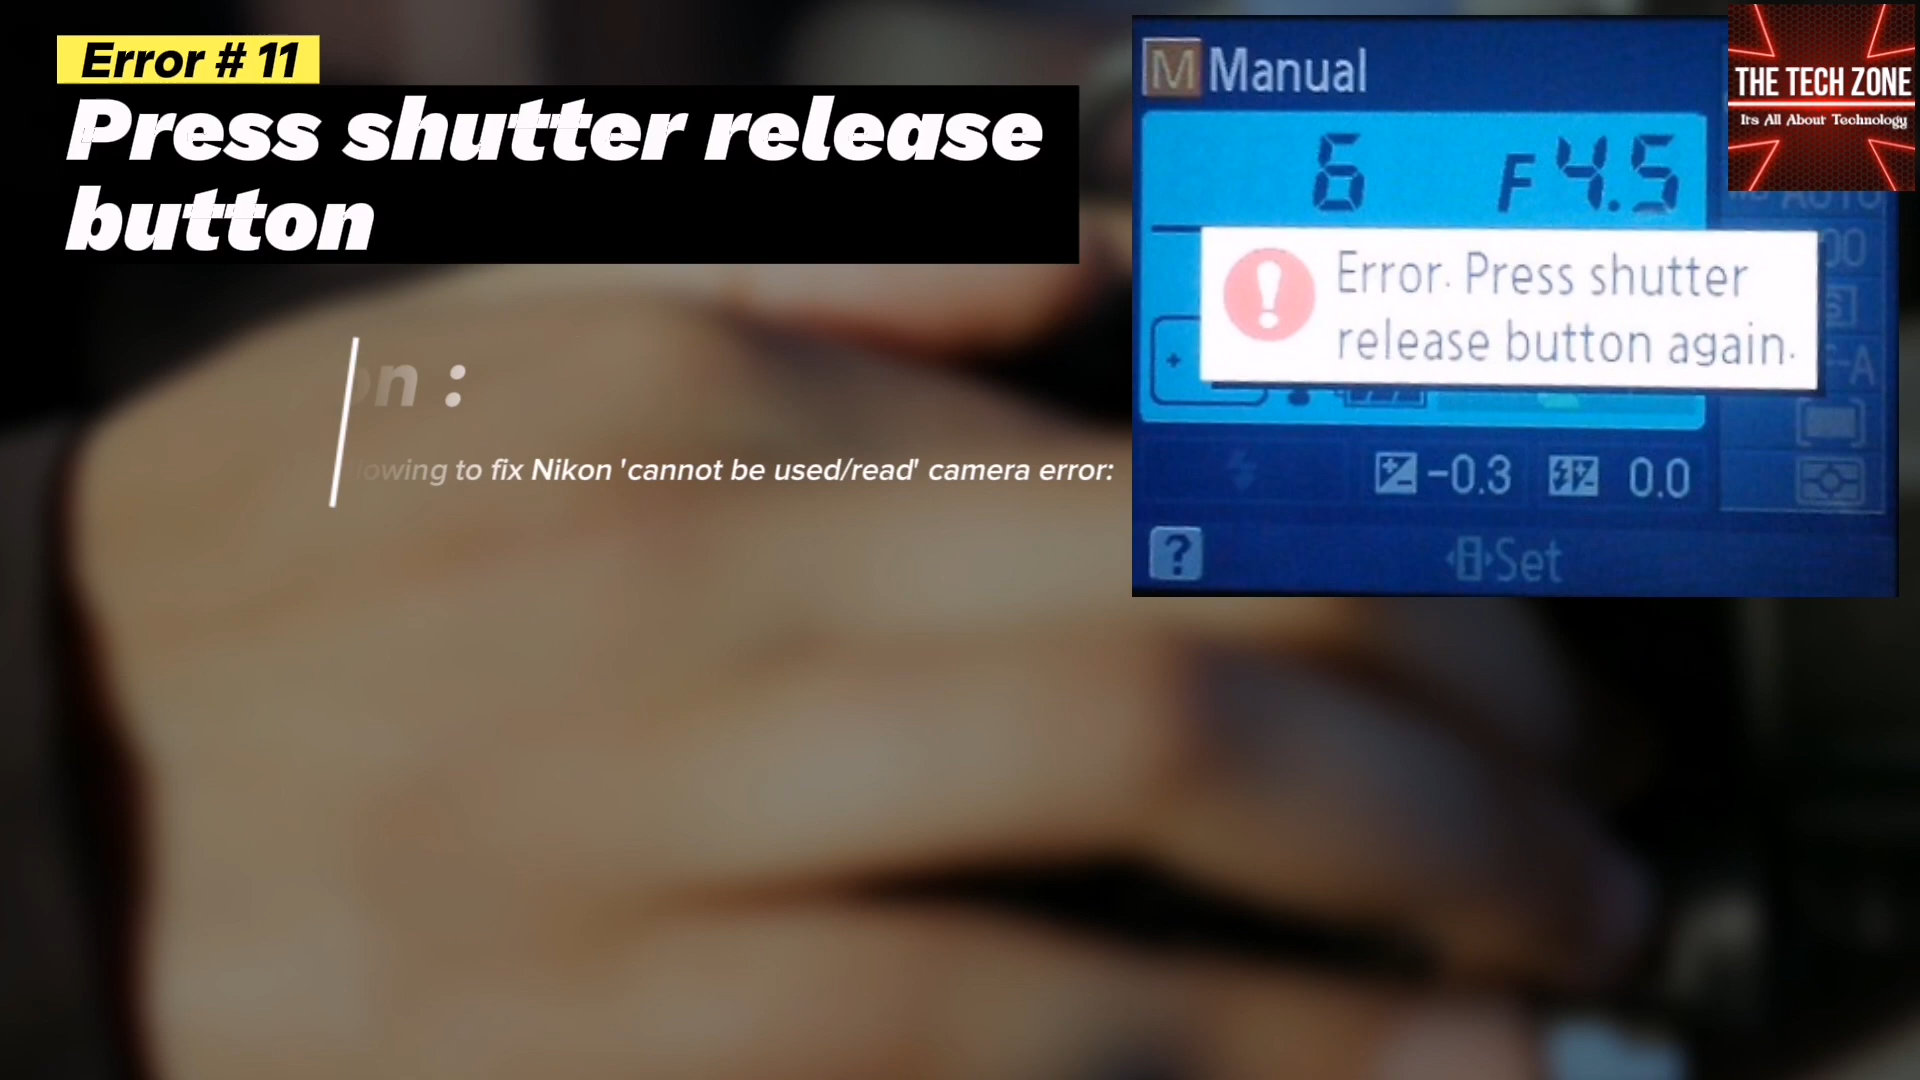 Error # 11
Press shutter release
button
:
to fix Nikon 'cannot be used/read' camera error:
M Manual
6 F4.5
Error. Press shutter
release button again.
-0.3 0.0
? Set
THE TECH ZONE
Its All About Technology
AUTO